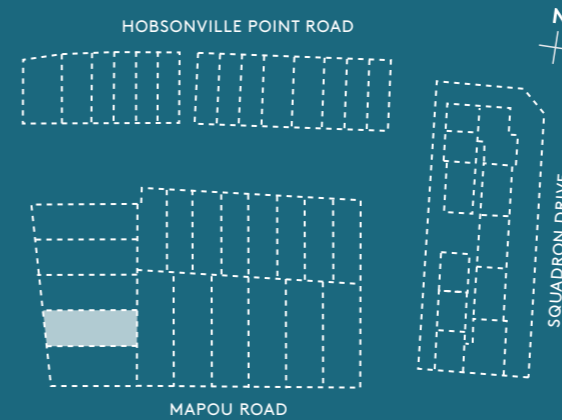 HOBSONVILLE POINT ROAD
N
SQUADRON DRIVE
MAPOU ROAD